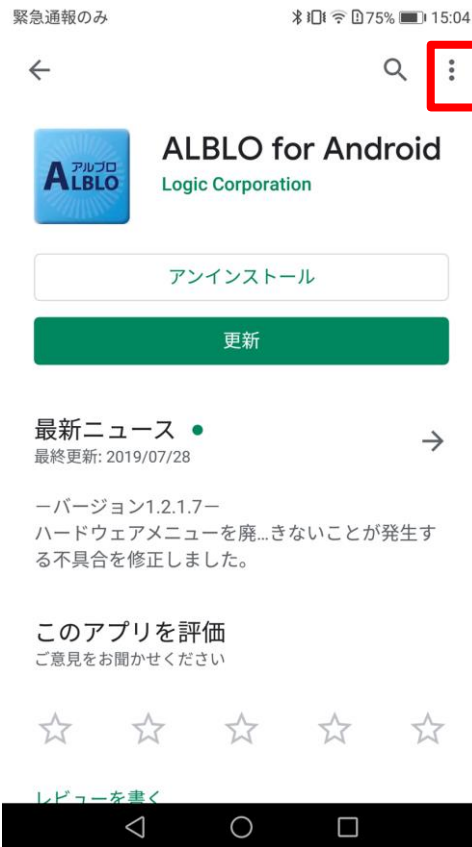 緊急通報のみ 75% 15:04
アルブロ
ALBLO
ALBLO for Android
Logic Corporation
アンインストール
更新
最新ニュース
最終更新: 2019/07/28
－バージョン1.2.1.7－
ハードウェアメニューを廃…きないことが発生す
る不具合を修正しました。
このアプリを評価
ご意見をお聞かせください
レビューを書く